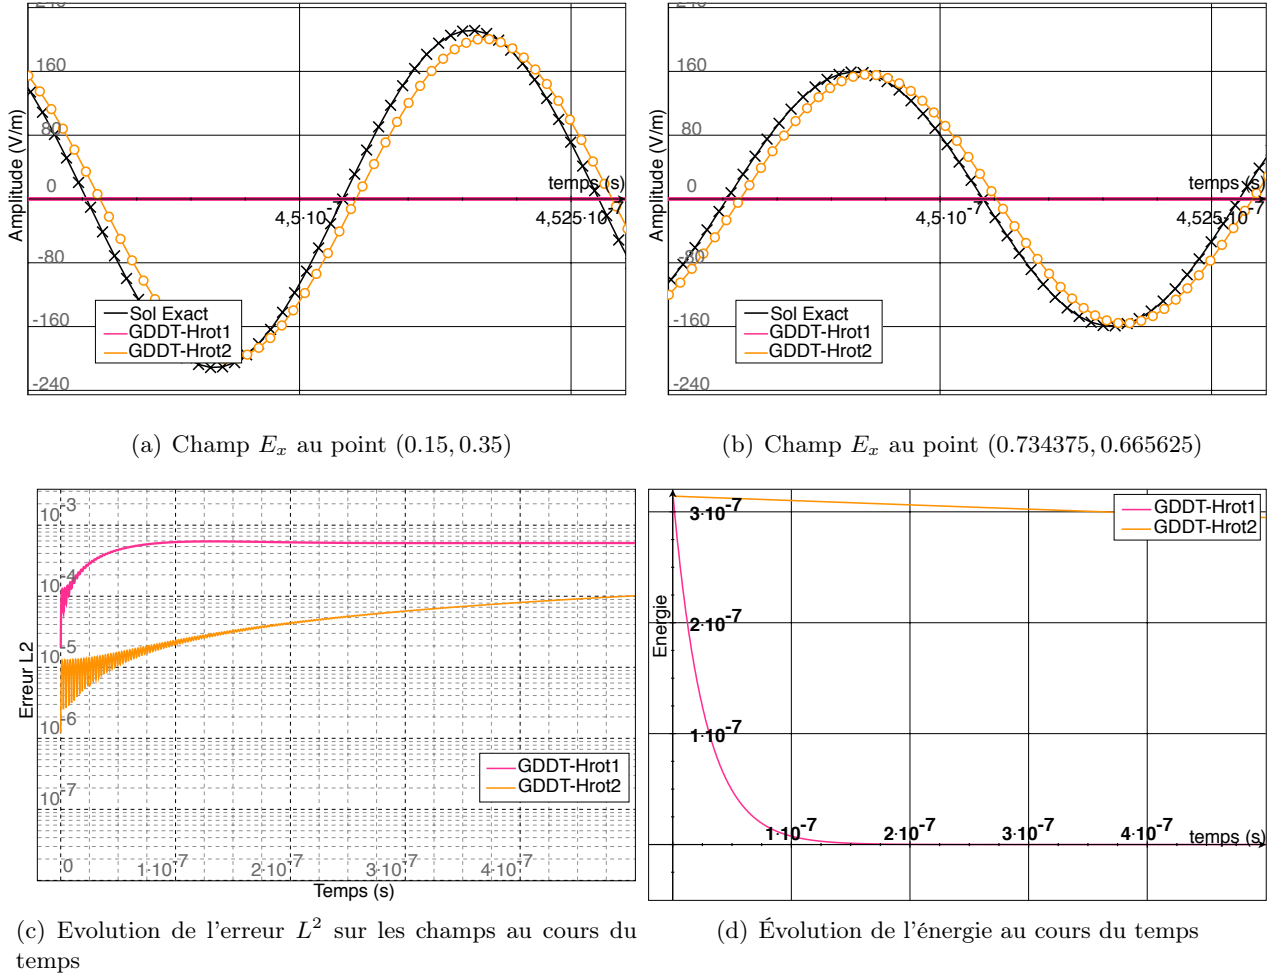 240
160
80
0
-80
-160
-240
Amplitude (V/m)
temps (s)
4,5·10-7
4,525·10-7
Sol Exact
GDDT-Hrot1
GDDT-Hrot2
240
160
80
0
-80
-160
-240
Amplitude (V/m)
temps (s)
4,5·10-7
4,525·10-7
Sol Exact
GDDT-Hrot1
GDDT-Hrot2
(a) Champ Ex au point (0.15, 0.35)
(b) Champ Ex au point (0.734375, 0.665625)
10-3
10-4
10-5
10-6
10-7
Erreur L2
GDDT-Hrot1
GDDT-Hrot2
0
1·10-7
2·10-7
3·10-7
4·10-7
Temps (s)
3·10-7
2·10-7
1·10-7
Energie
GDDT-Hrot1
GDDT-Hrot2
1·10-7
2·10-7
3·10-7
4·10-7
temps (s)
(c) Evolution de l'erreur L2 sur les champs au cours du
temps
(d) Évolution de l'énergie au cours du temps